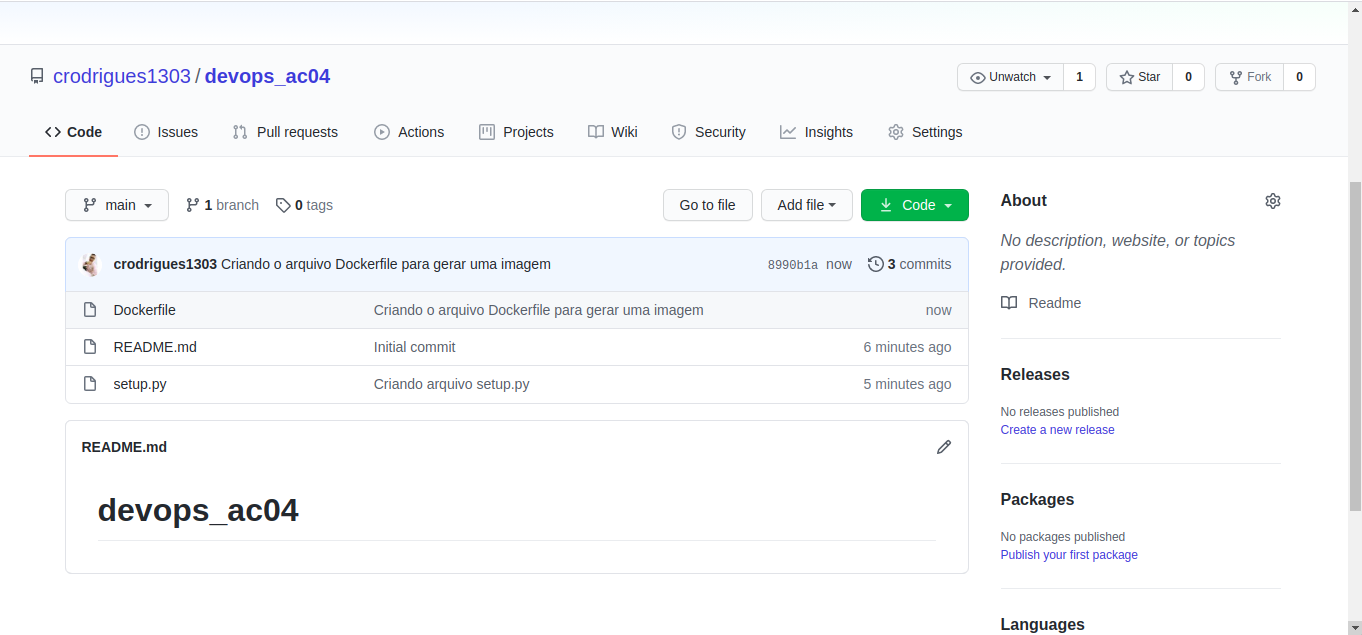 crodrigues1303 / devops_ac04
Unwatch 1 Star 0 Fork 0
Code Issues Pull requests Actions Projects Wiki Security Insights Settings
main 1 branch 0 tags Go to file Add file Code
crodrigues1303 Criando o arquivo Dockerfile para gerar uma imagem 8990b1a now 3 commits
Dockerfile Criando o arquivo Dockerfile para gerar uma imagem now
README.md Initial commit 6 minutes ago
setup.py Criando arquivo setup.py 5 minutes ago
README.md
devops_ac04
About
No description, website, or topics
provided.
Readme
Releases
No releases published
Create a new release
Packages
No packages published
Publish your first package
Languages